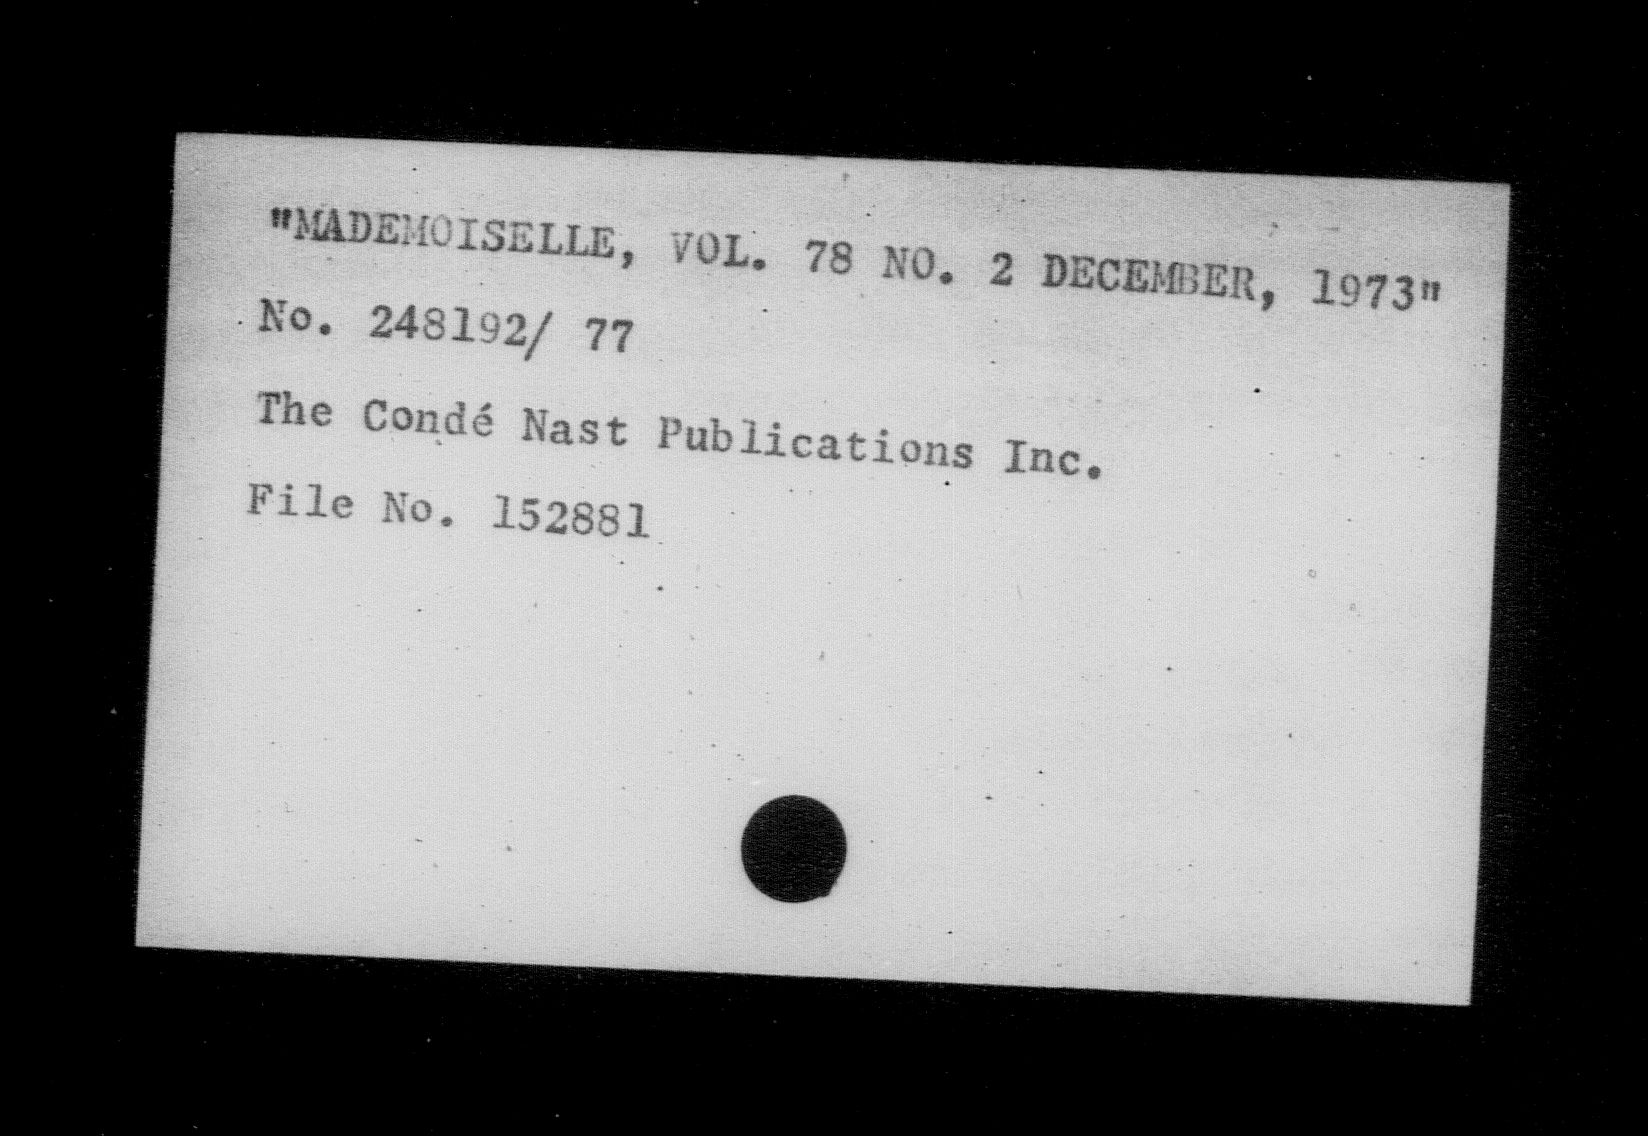 "MADEMOISELLE, VOL. 78 NO. 2 DECEMBER, 1973"
No. 248192/ 77
The Condé Nast Publications Inc.
File No. 152881